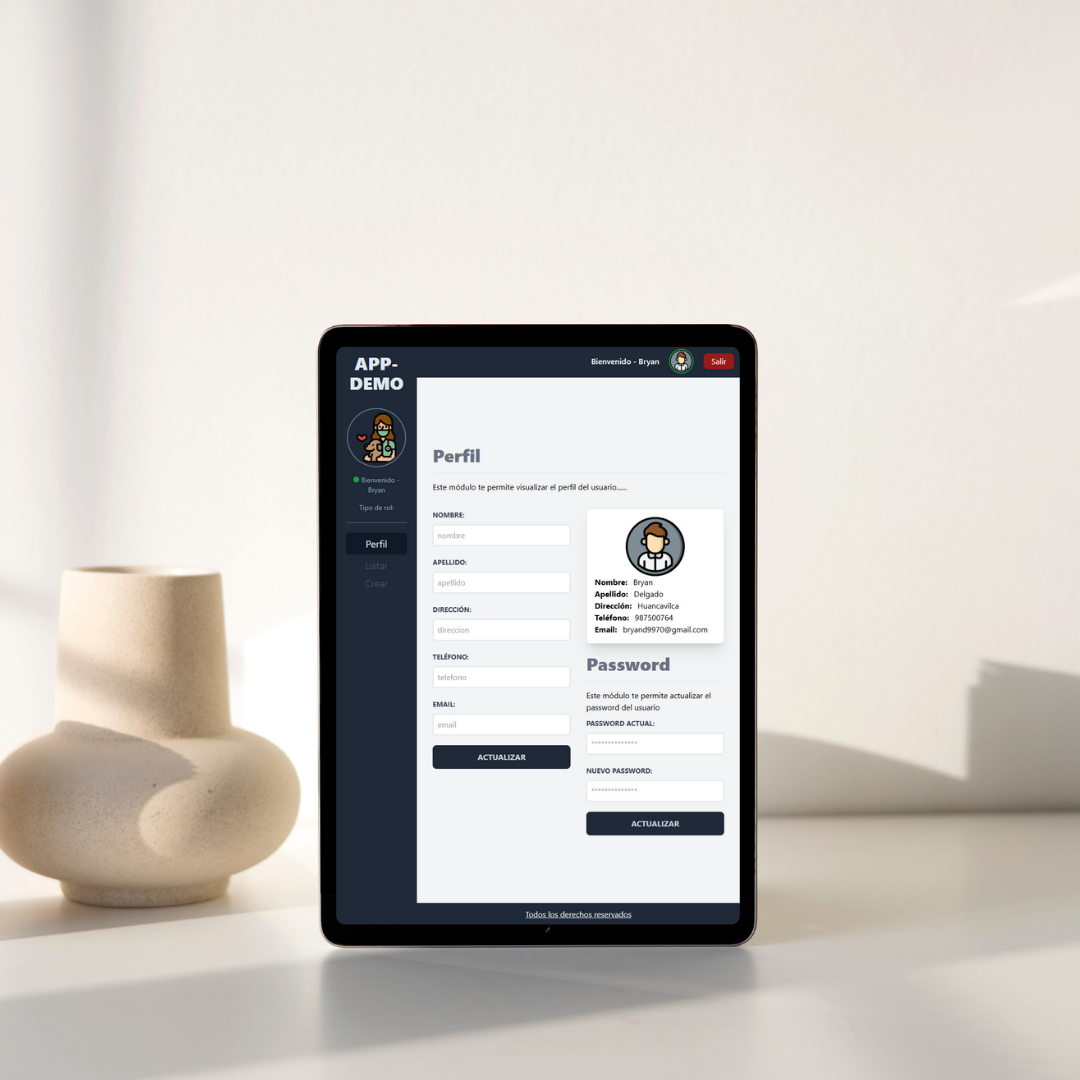 APP-
DEMO
Bienvenido - Bryan
Salir
Bienvenido -
Bryan
Tipo de rol:
Perfil
Listar
Crear
Perfil
Este módulo te permite visualizar el perfil del usuario......
NOMBRE:
nombre
APELLIDO:
apellido
DIRECCIÓN:
direccion
TELÉFONO:
telefono
EMAIL:
email
ACTUALIZAR
Nombre: Bryan
Apellido: Delgado
Dirección: Huancavilca
Teléfono: 987500764
Email: bryand9970@gmail.com
Password
Este módulo te permite actualizar el
password del usuario
PASSWORD ACTUAL:
**************
NUEVO PASSWORD:
**************
ACTUALIZAR
Todos los derechos reservados